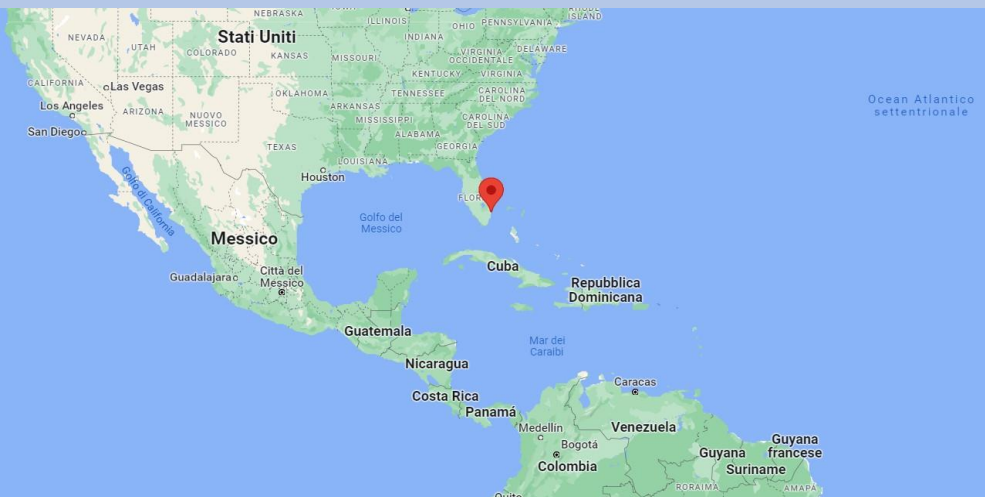 NEBRASKA
ILLINOIS
OHIO
PENNSYLVANIA
RHODE
ISLAND
NEVADA
UTAH
Stati Uniti
COLORADO
KANSAS
MISSOURI
INDIANA
VIRGINIA
OCCIDENTALE
DELAWARE
KENTUCKY
VIRGINIA
CALIFORNIA
Las Vegas
OKLAHOMA
TENNESSEE
CAROLINA
DEL NORD
Ocean Atlantico
settentrionale
Los Angeles
ARIZONA
NUOVO
MESSICO
ARKANSAS
MISSISSIPPI
CAROLINA
DEL SUD
San Diego
ALABAMA
TEXAS
GEORGIA
LOUISIANA
Houston
Golfo di California
FLOR
Golfo del
Messico
Messico
Guadalajara
Città del
Messico
Cuba
Repubblica
Dominicana
Guatemala
Mar dei
Caraibi
Nicaragua
Costa Rica
Panamá
Caracas
Medellín
Venezuela
Bogotá
Colombia
Guyana
Guyana
francese
Suriname
RORAIMA
AMAPÁ
Quito